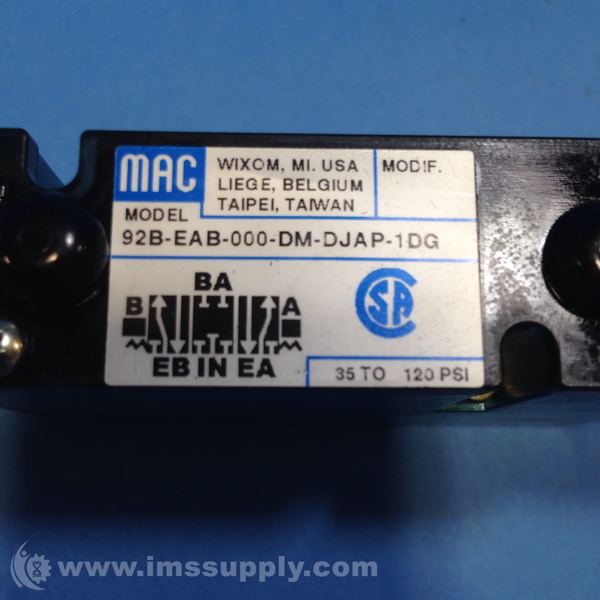 MAC
WIXOM, MI. USA
LIEGE, BELGIUM
TAIPEI, TAIWAN
MODIF.
MODEL
92B-EAB-000-DM-DJAP-1DG
BA
B
A
EB IN EA
CSA
35 TO 120 PSI
www.imssupply.com